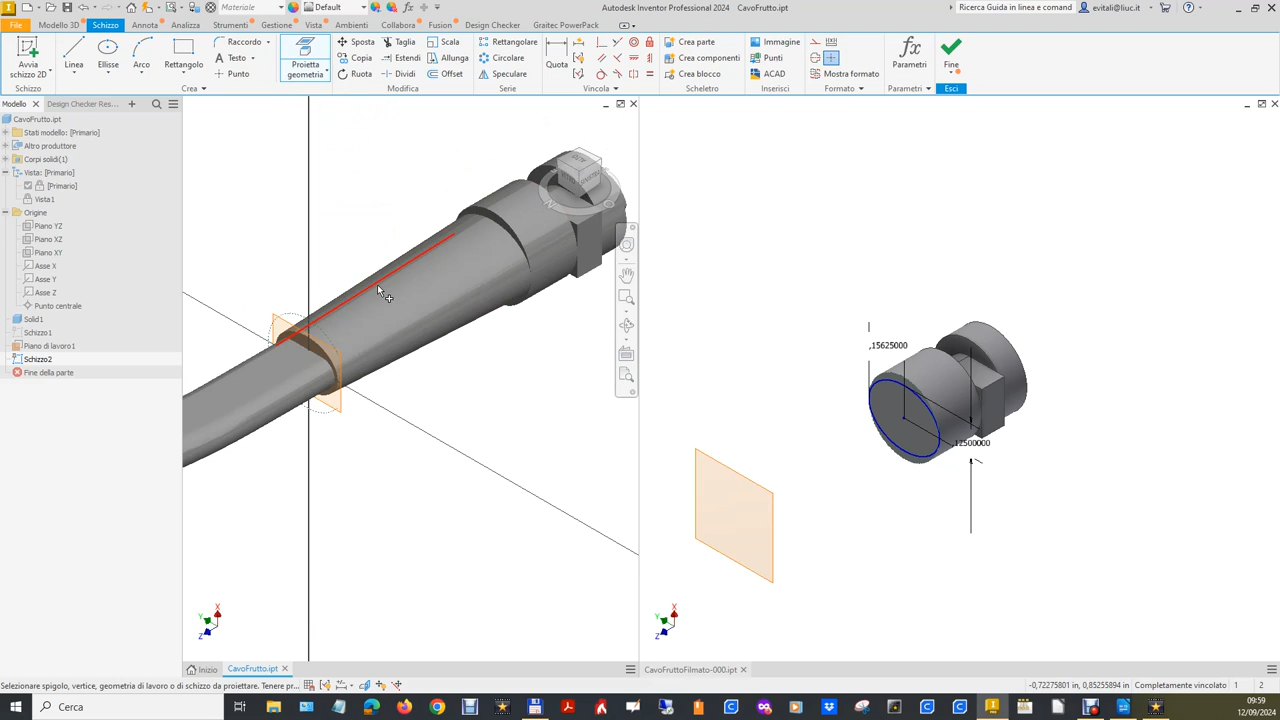 Materiale
Default
Autodesk Inventor Professional 2024 CavoFrutto.ipt
Ricerca Guida in linea e comandi
evitali@liuc.it
File Modello 3D Schizzo Annota Analizza Strumenti Gestione Vista Ambienti Collabora Fusion Design Checker Graitec PowerPack
Avvia schizzo 2D
Linea
Ellisse
Arco
Rettangolo
Raccordo
Testo
Punto
Proietta geometria
Sposta
Copia
Ruota
Taglia
Estendi
Dividi
Scala
Allunga
Offset
Rettangolare
Circolare
Speculare
Quota
Crea parte
Crea componente
Crea blocco
Immagine
Punti
ACAD
Mostra formato
Parametri
Fine
Schizzo Crea Modifica Serie Vincola Scheletro Inserisci Formato Parametri Esci
Modello Design Checker Res...
CavoFrutto.ipt
Stati modello: [Primario]
Altro produttore
Corpi solidi(1)
Vista: [Primario]
[Primario]
Vista1
Origine
Piano YZ
Piano XZ
Piano XY
Asse X
Asse Y
Asse Z
Punto centrale
Solid1
Schizzo1
Piano di lavoro1
Schizzo2
Fine della parte
,15625000
,12500000
X
Y
Z
X
Y
Z
Inizio CavoFrutto.ipt
CavoFruttoFilmato-000.ipt
Selezionare spigolo, vertice, geometria di lavoro o di schizzo da proiettare. Tenere pr...
-0,72275801 in, 0,85255894 in Completamente vincolato 1 2
Cerca
09:59
12/09/2024